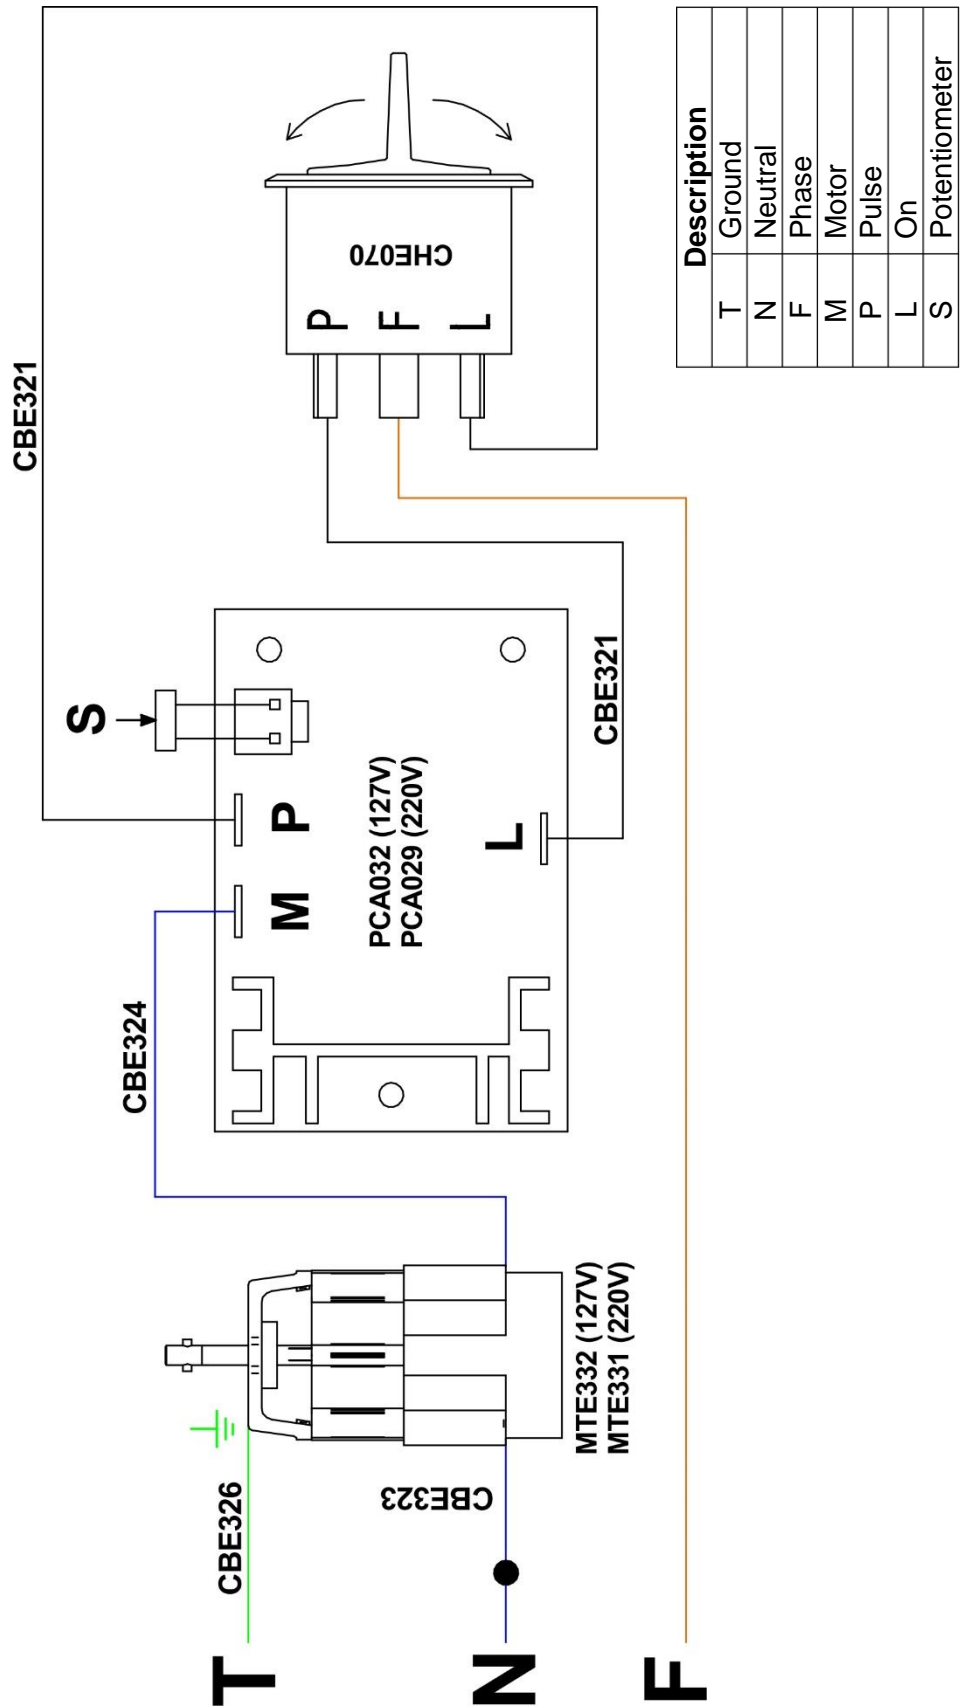 CBE321
S
P
M
L
PCA032 (127V)
PCA029 (220V)
CBE324
CBE321
CHE070
P
F
L
MTE332 (127V)
MTE331 (220V)
CBE323
CBE326
T
N
F
Description
T Ground
N Neutral
F Phase
M Motor
P Pulse
L On
S Potentiometer